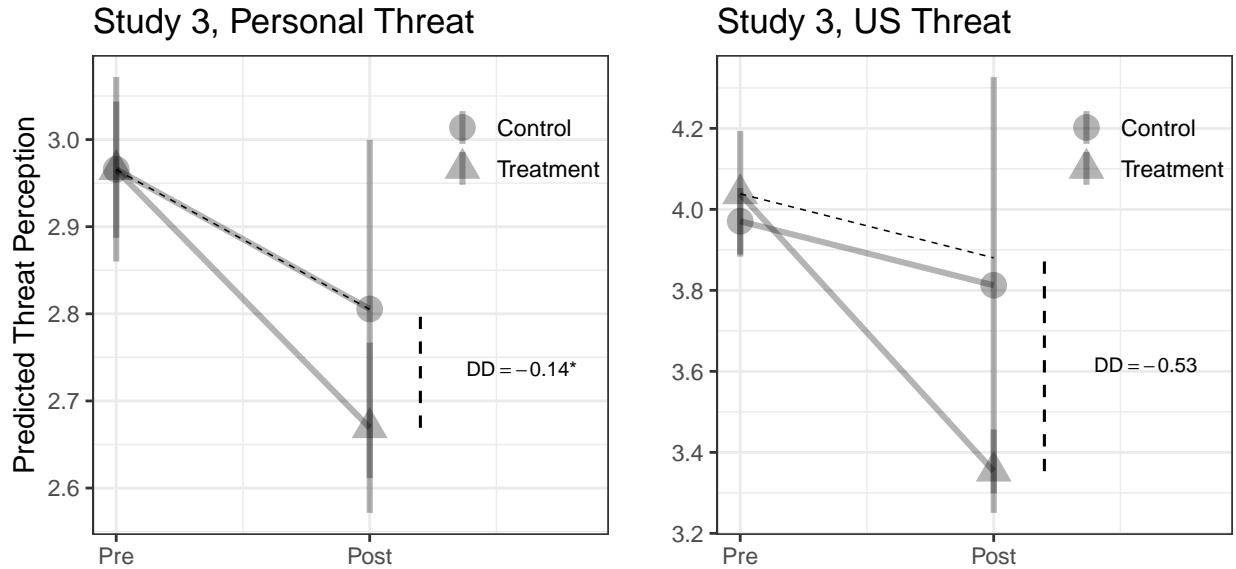 Study 3, Personal Threat
Predicted Threat Perception
3.0
2.9
2.8
2.7
2.6
Control
Treatment
DD = −0.14*
Pre
Post
Study 3, US Threat
4.2
4.0
3.8
3.6
3.4
3.2
Control
Treatment
DD = −0.53
Pre
Post